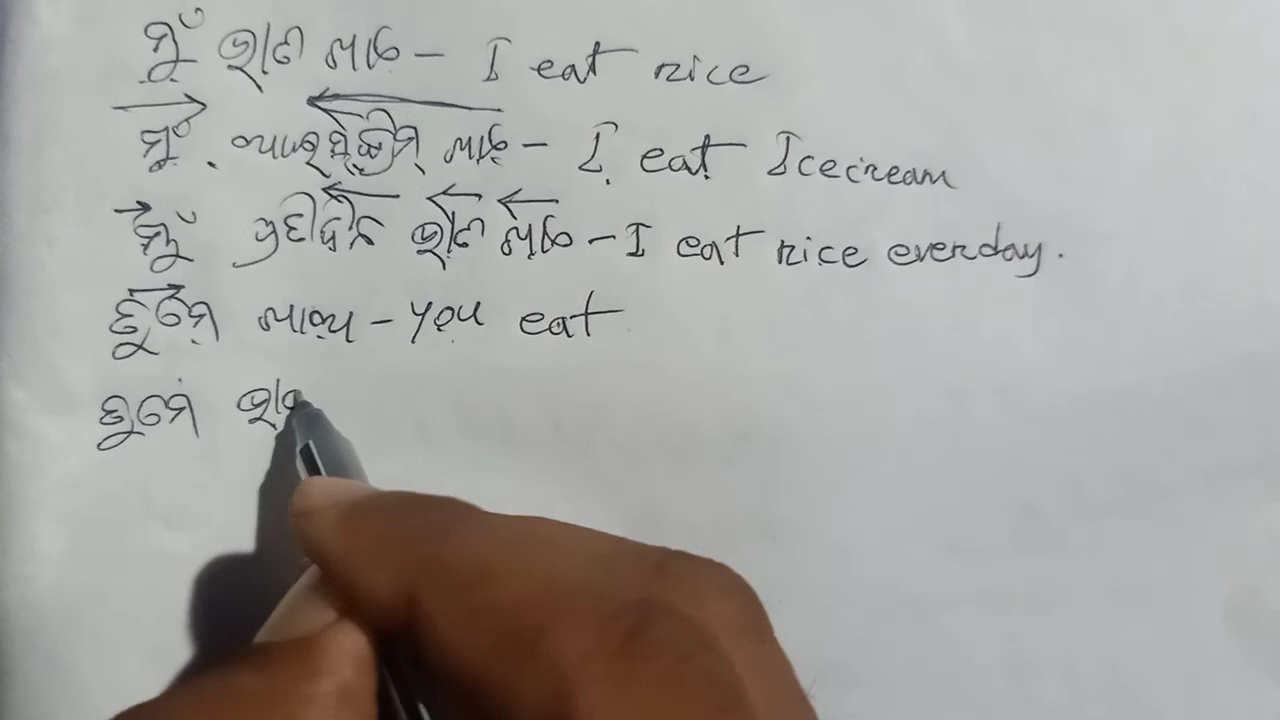 ମୁଁ ଭାତ ଖାଏ – I eat rice
ମୁଁ ଆଇସ୍କ୍ରୀମ୍ ଖାଏ – I eat Icecream
ମୁଁ ପ୍ରତୀଦୀନ ଭାତ ଖାଏ – I eat rice everday.
ତୁମେ ଖାଅ – you eat
ତୁମେ